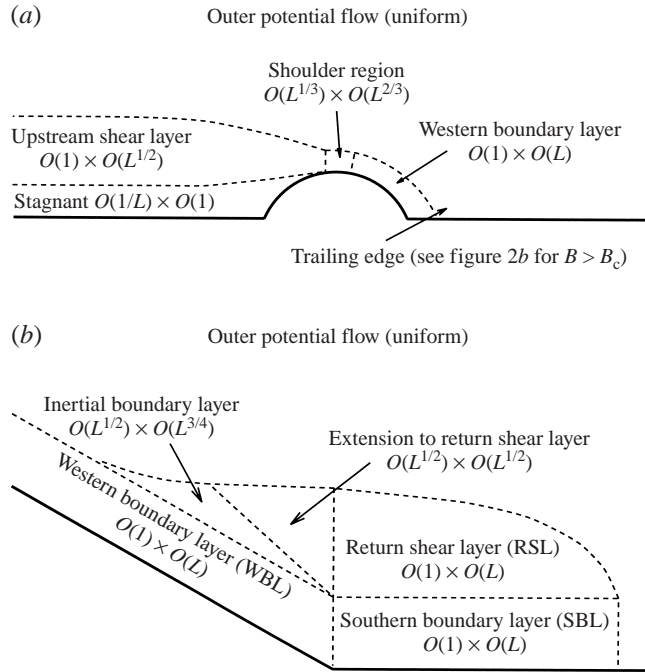 (a)
Outer potential flow (uniform)
Shoulder region
O(L^{1/3}) × O(L^{2/3})
Upstream shear layer
O(1) × O(L^{1/2})
Western boundary layer
O(1) × O(L)
Stagnant O(1/L) × O(1)
Trailing edge (see figure 2b for B > B_c)
(b)
Outer potential flow (uniform)
Inertial boundary layer
O(L^{1/2}) × O(L^{3/4})
Extension to return shear layer
O(L^{1/2}) × O(L^{1/2})
Western boundary layer (WBL)
O(1) × O(L)
Return shear layer (RSL)
O(1) × O(L)
Southern boundary layer (SBL)
O(1) × O(L)